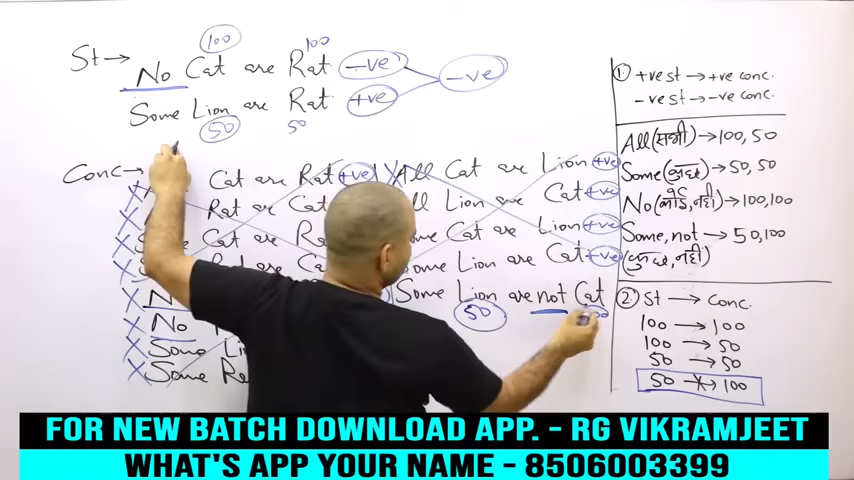 St → No Cat are Rat -ve -ve
100 100
Some Lion are Rat +ve
50 50
Conc →
Cat are Rat +ve
Rat are Cat
Some Cat are
are
No
No
Some
Some
X All Cat are Lion +ve
All Lion are Cat +ve
Some Cat are Lion +ve
Some Lion are Cat +ve
Some Lion are not Cat
50
① +ve st → +ve conc.
-ve st → -ve conc.
All (सभी) → 100, 50
Some (कुछ) → 50, 50
No (कोई नहीं) → 100, 100
Some, not → 50, 100
(कुछ, नहीं)
② St → Conc.
100 → 100
100 → 50
50 → 50
50 -X→ 100
FOR NEW BATCH DOWNLOAD APP. - RG VIKRAMJEET
WHAT'S APP YOUR NAME - 8506003399